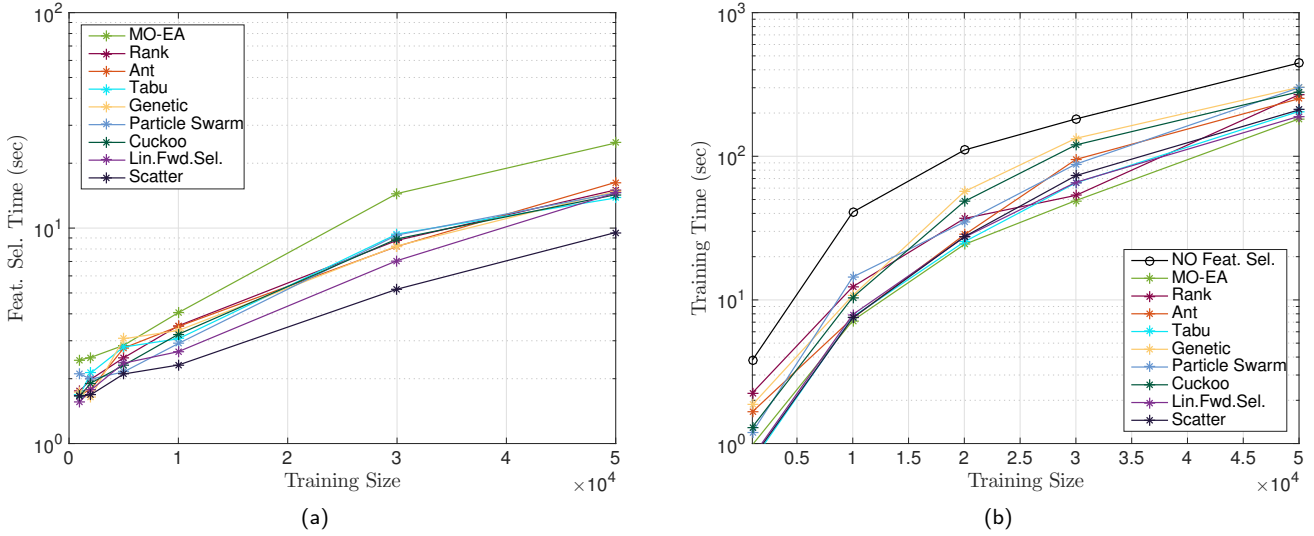 10^2
10^1
10^0
Feat. Sel. Time (sec)
MO-EA
Rank
Ant
Tabu
Genetic
Particle Swarm
Cuckoo
Lin.Fwd.Sel.
Scatter
0 1 2 3 4 5
Training Size
×10^4
(a)
10^3
10^2
10^1
10^0
Training Time (sec)
NO Feat. Sel.
MO-EA
Rank
Ant
Tabu
Genetic
Particle Swarm
Cuckoo
Lin.Fwd.Sel.
Scatter
0.5 1 1.5 2 2.5 3 3.5 4 4.5 5
Training Size
×10^4
(b)